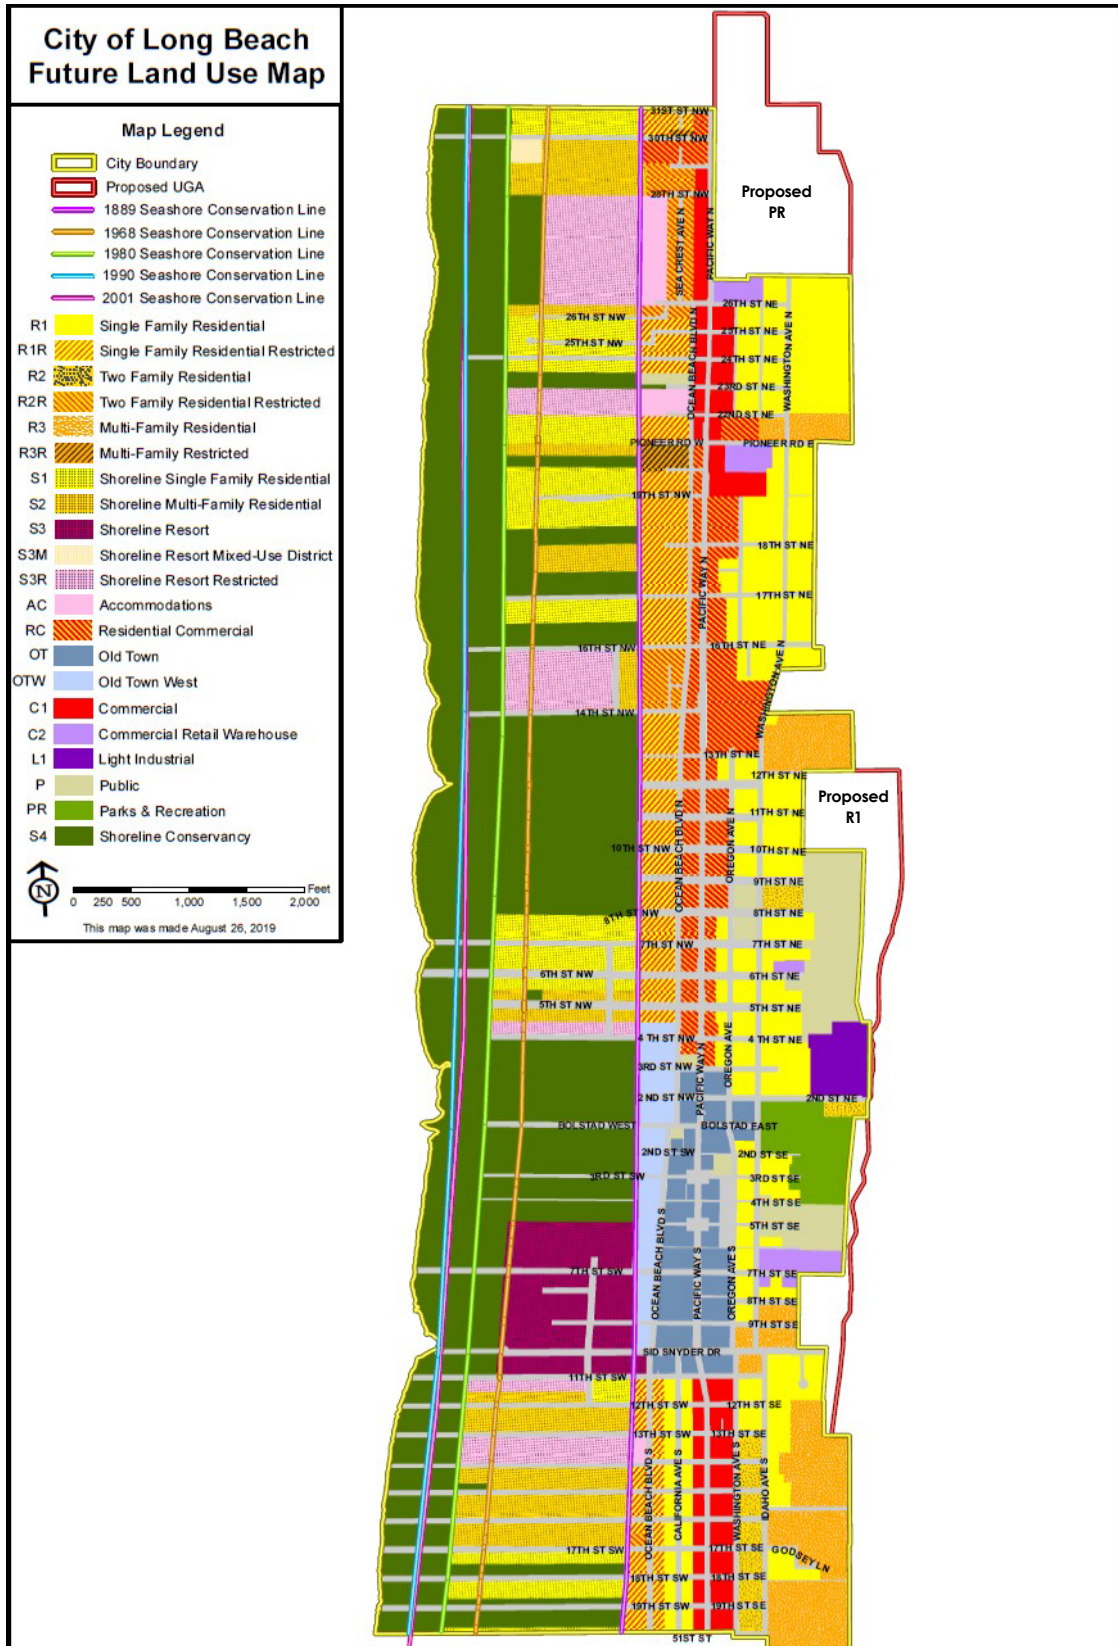 City of Long Beach
Future Land Use Map
Map Legend
City Boundary
Proposed UGA
1889 Seashore Conservation Line
1968 Seashore Conservation Line
1980 Seashore Conservation Line
1990 Seashore Conservation Line
2001 Seashore Conservation Line
R1 Single Family Residential
R1R Single Family Residential Restricted
R2 Two Family Residential
R2R Two Family Residential Restricted
R3 Multi-Family Residential
R3R Multi-Family Restricted
S1 Shoreline Single Family Residential
S2 Shoreline Multi-Family Residential
S3 Shoreline Resort
S3M Shoreline Resort Mixed-Use District
S3R Shoreline Resort Restricted
AC Accommodations
RC Residential Commercial
OT Old Town
OTW Old Town West
C1 Commercial
C2 Commercial Retail Warehouse
L1 Light Industrial
P Public
PR Parks & Recreation
S4 Shoreline Conservancy
N
0 250 500 1,000 1,500 2,000 Feet
This map was made August 26, 2019
31ST ST NW
30TH ST NW
28TH ST NW
Proposed
PR
SEA CREST AVE N
PACIFIC WAY N
26TH ST NE
26TH ST NW
25TH ST NE
25TH ST NW
24TH ST NE
23RD ST NE
22ND ST NE
OCEAN BEACH BLVD N
WASHINGTON AVE N
PIONEER RD W
PIONEER RD E
19TH ST NW
18TH ST NE
17TH ST NE
PACIFIC WAY N
16TH ST NW
16TH ST NE
14TH ST NW
WASHINGTON AVE N
13TH ST NE
12TH ST NE
Proposed
R1
11TH ST NE
OCEAN BEACH BLVD N
OREGON AVE N
10TH ST NW
10TH ST NE
9TH ST NE
8TH ST NW
8TH ST NE
7TH ST NW
7TH ST NE
6TH ST NW
6TH ST NE
5TH ST NW
5TH ST NE
4 TH ST NW
4 TH ST NE
OREGON AVE
PACIFIC WAY N
3RD ST NW
2 ND ST NW
2ND ST NE
BOLSTAD WEST
BOLSTAD EAST
2ND ST SW
2ND ST SE
3RD ST SW
3RD ST SE
4TH ST SE
5TH ST SE
OCEAN BEACH BLVD S
PACIFIC WAY S
OREGON AVE S
7TH ST SW
7TH ST SE
8TH ST SE
9TH ST SE
SID SNYDER DR
11TH ST SW
12TH ST SW
12TH ST SE
13TH ST SW
13TH ST SE
OCEAN BEACH BLVD S
CALIFORNIA AVE S
WASHINGTON AVE S
IDAHO AVE S
17TH ST SW
17TH ST SE
GODSEY LN
18TH ST SW
18TH ST SE
19TH ST SW
19TH ST SE
51ST ST